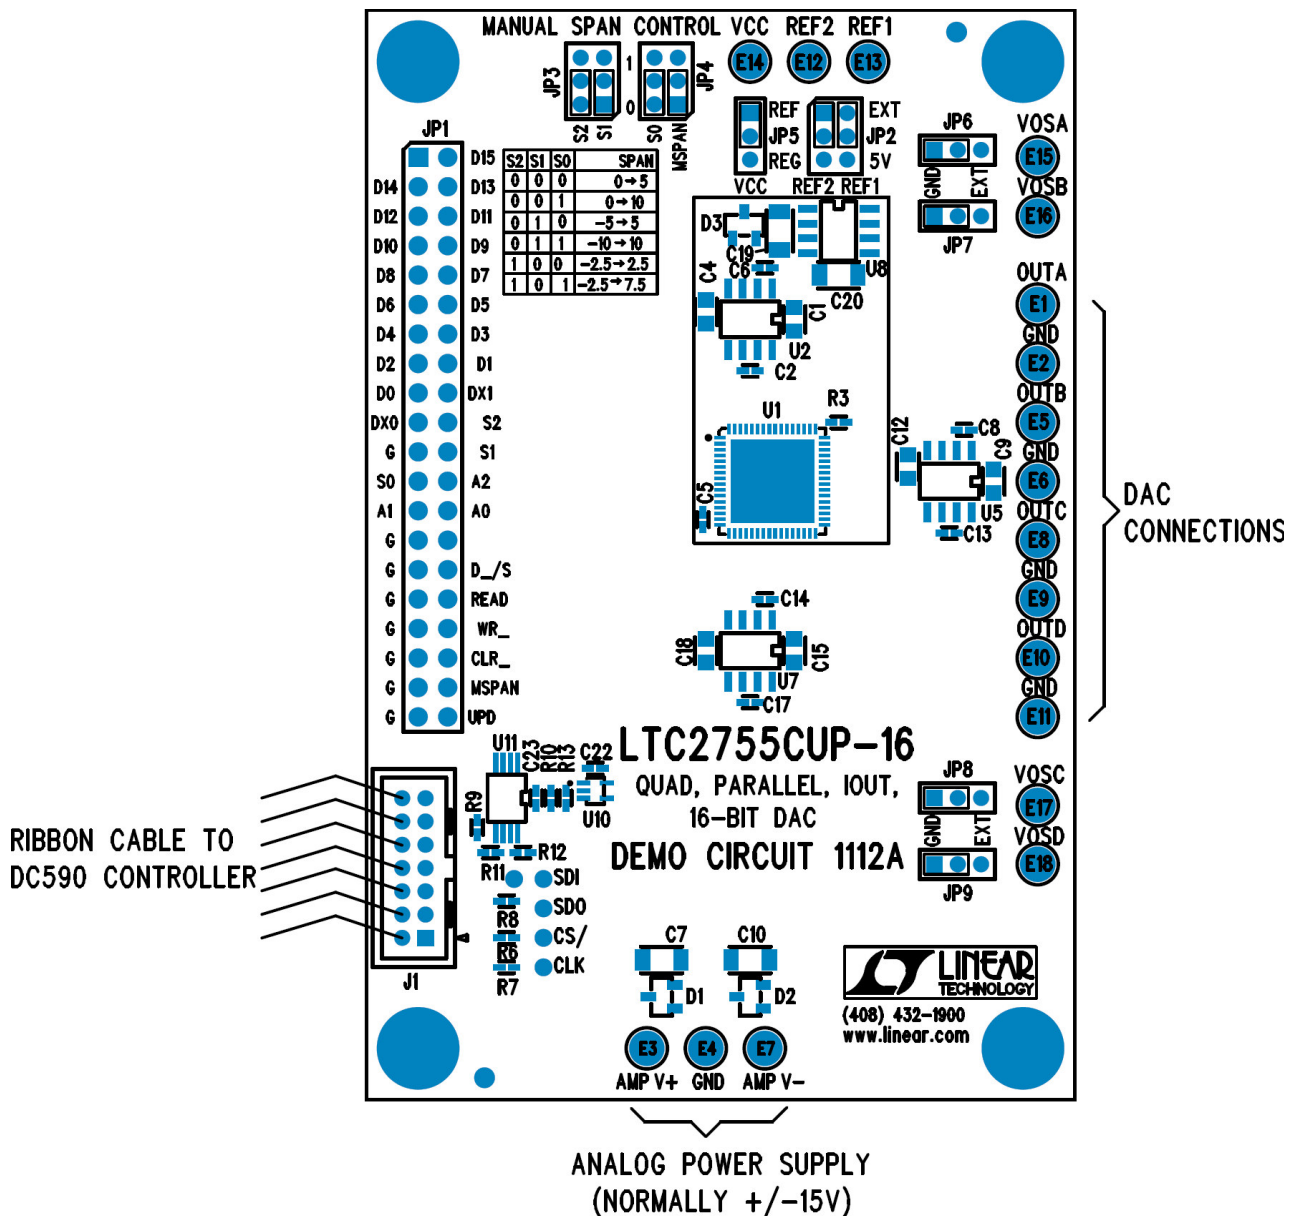 MANUAL SPAN CONTROL VCC REF2 REF1
E14 E12 E13
JP3 1 0 JP4
S2 S1 S0 MSPAN
REF JP5 REG VCC
EXT JP2 5V
REF2 REF1
JP6 VOSA
GND EXT E15
VOSB
JP7 E16
JP1
D15
D14 D13
D12 D11
D10 D9
D8 D7
D6 D5
D4 D3
D2 D1
D0 DX1
DX0 S2
G S1
S0 A2
A1 A0
G
G D_/S
G READ
G WR_
G CLR_
G MSPAN
G UPD
S2 S1 S0 SPAN
0 0 0 0→5
0 0 1 0→10
0 1 0 -5→5
0 1 1 -10→10
1 0 0 -2.5→2.5
1 0 1 -2.5→7.5
D3 C19 U8
C4 C6 C20
C1 U2
C2
U1 R3
C5
C12 C8 C9
U5
C13
C14
C18 C15
U7
C17
OUTA
E1
GND
E2
OUTB
E5
GND
E6
OUTC
E8
GND
E9
OUTD
E10
GND
E11
DAC
CONNECTIONS
LTC2755CUP-16
QUAD, PARALLEL, IOUT,
16-BIT DAC
DEMO CIRCUIT 1112A
U11 C23 R10 R13 C22
R9 U10
R11 R12
SDI
R8 SDO
R6 CS/
R7 CLK
J1
RIBBON CABLE TO
DC590 CONTROLLER
JP8 VOSC
GND EXT E17
VOSD
JP9 E18
C7 C10
D1 D2
E3 E4 E7
AMP V+ GND AMP V-
LINEAR
TECHNOLOGY
(408) 432-1900
www.linear.com
ANALOG POWER SUPPLY
(NORMALLY +/-15V)